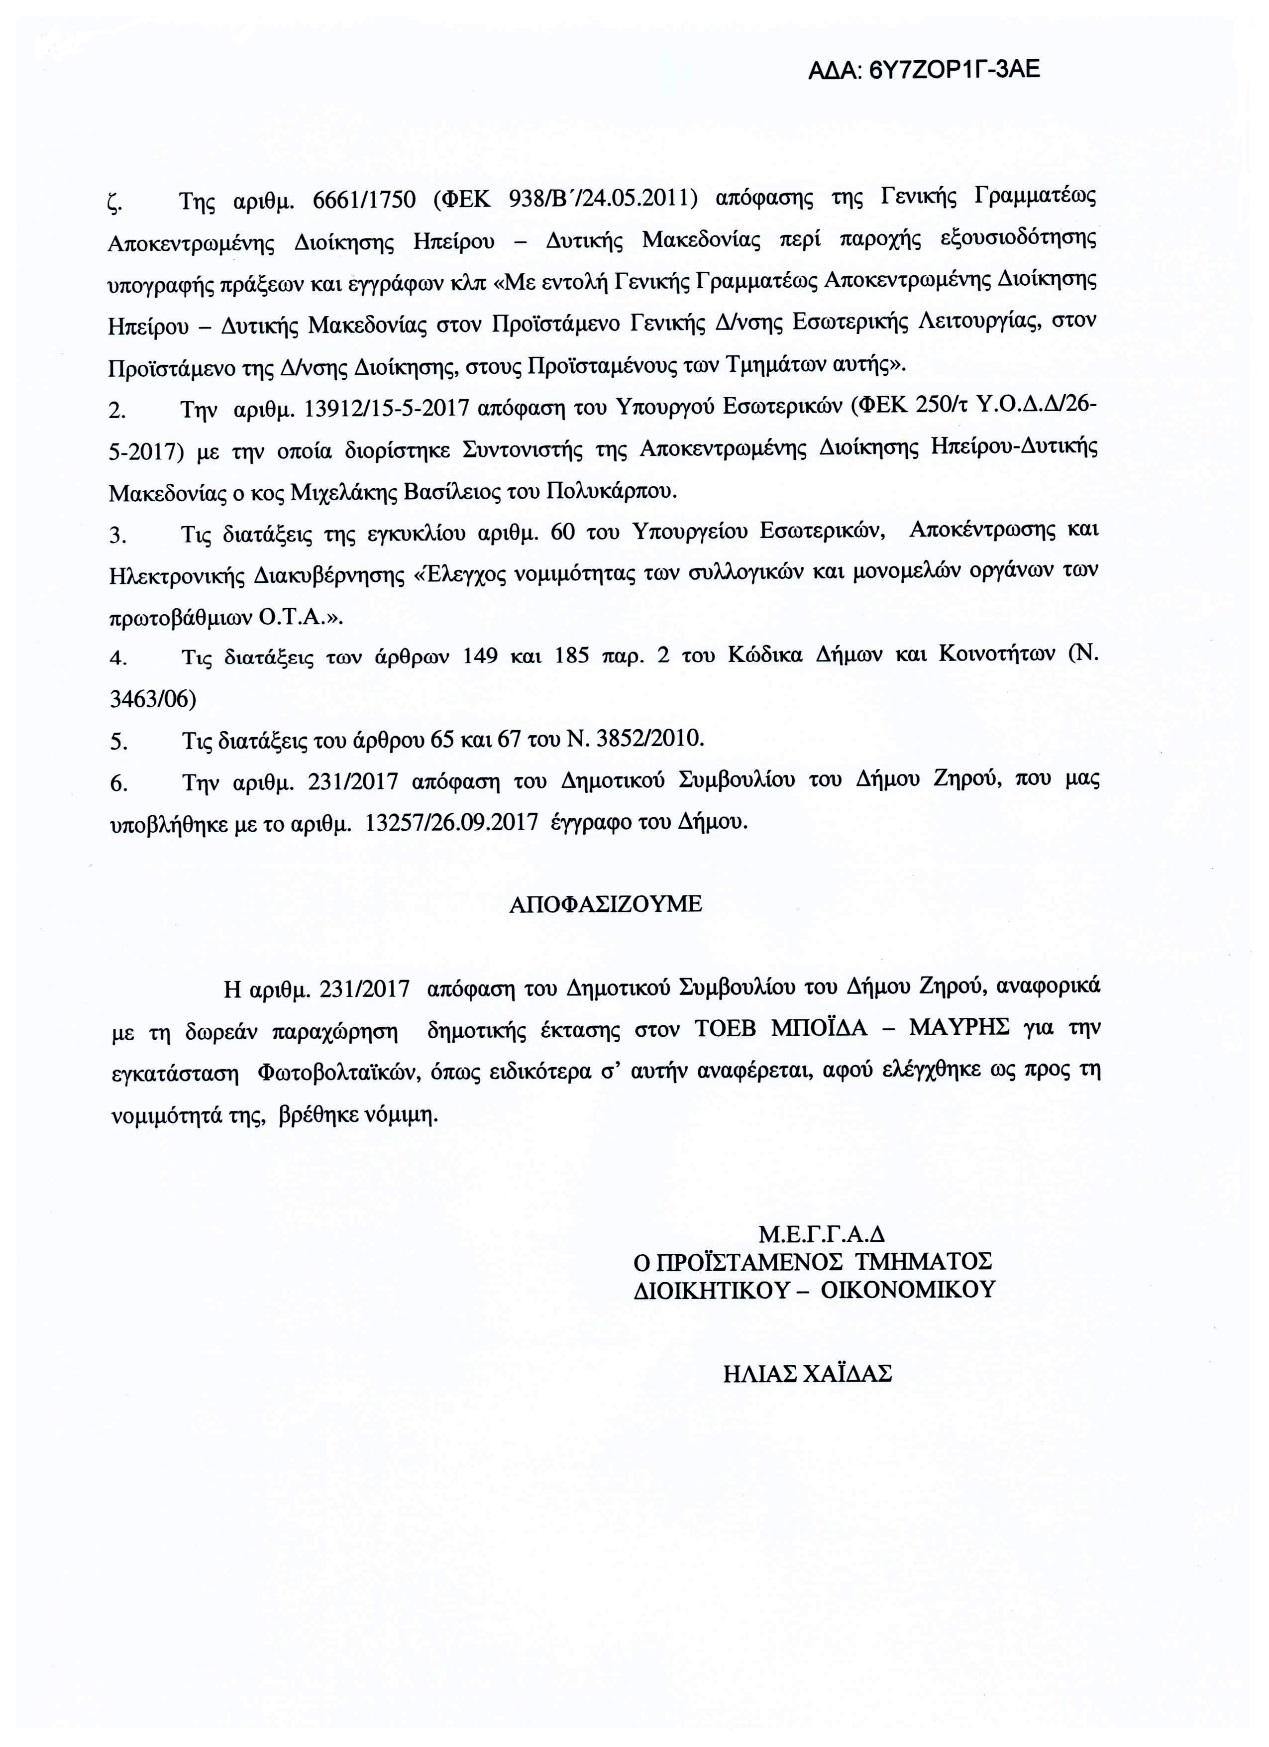 ΑΔΑ: 6Υ7ΖΟΡ1Γ-3ΑΕ
ζ. Της αριθμ. 6661/1750 (ΦΕΚ 938/Β΄/24.05.2011) απόφασης της Γενικής Γραμματέως
Αποκεντρωμένης Διοίκησης Ηπείρου – Δυτικής Μακεδονίας περί παροχής εξουσιοδότησης
υπογραφής πράξεων και εγγράφων κλπ «Με εντολή Γενικής Γραμματέως Αποκεντρωμένης Διοίκησης
Ηπείρου – Δυτικής Μακεδονίας στον Προϊστάμενο Γενικής Δ/νσης Εσωτερικής Λειτουργίας, στον
Προϊστάμενο της Δ/νσης Διοίκησης, στους Προϊσταμένους των Τμημάτων αυτής».
2. Την αριθμ. 13912/15-5-2017 απόφαση του Υπουργού Εσωτερικών (ΦΕΚ 250/τ Υ.Ο.Δ.Δ/26-
5-2017) με την οποία διορίστηκε Συντονιστής της Αποκεντρωμένης Διοίκησης Ηπείρου-Δυτικής
Μακεδονίας ο κος Μιχελάκης Βασίλειος του Πολυκάρπου.
3. Τις διατάξεις της εγκυκλίου αριθμ. 60 του Υπουργείου Εσωτερικών, Αποκέντρωσης και
Ηλεκτρονικής Διακυβέρνησης «Έλεγχος νομιμότητας των συλλογικών και μονομελών οργάνων των
πρωτοβάθμιων Ο.Τ.Α.».
4. Τις διατάξεις των άρθρων 149 και 185 παρ. 2 του Κώδικα Δήμων και Κοινοτήτων (Ν.
3463/06)
5. Τις διατάξεις του άρθρου 65 και 67 του Ν. 3852/2010.
6. Την αριθμ. 231/2017 απόφαση του Δημοτικού Συμβουλίου του Δήμου Ζηρού, που μας
υποβλήθηκε με το αριθμ. 13257/26.09.2017 έγγραφο του Δήμου.
ΑΠΟΦΑΣΙΖΟΥΜΕ
Η αριθμ. 231/2017 απόφαση του Δημοτικού Συμβουλίου του Δήμου Ζηρού, αναφορικά
με τη δωρεάν παραχώρηση δημοτικής έκτασης στον ΤΟΕΒ ΜΠΟΪΔΑ – ΜΑΥΡΗΣ για την
εγκατάσταση Φωτοβολταϊκών, όπως ειδικότερα σ’ αυτήν αναφέρεται, αφού ελέγχθηκε ως προς τη
νομιμότητά της, βρέθηκε νόμιμη.
Μ.Ε.Γ.Γ.Α.Δ
Ο ΠΡΟΪΣΤΑΜΕΝΟΣ ΤΜΗΜΑΤΟΣ
ΔΙΟΙΚΗΤΙΚΟΥ – ΟΙΚΟΝΟΜΙΚΟΥ
ΗΛΙΑΣ ΧΑΪΔΑΣ